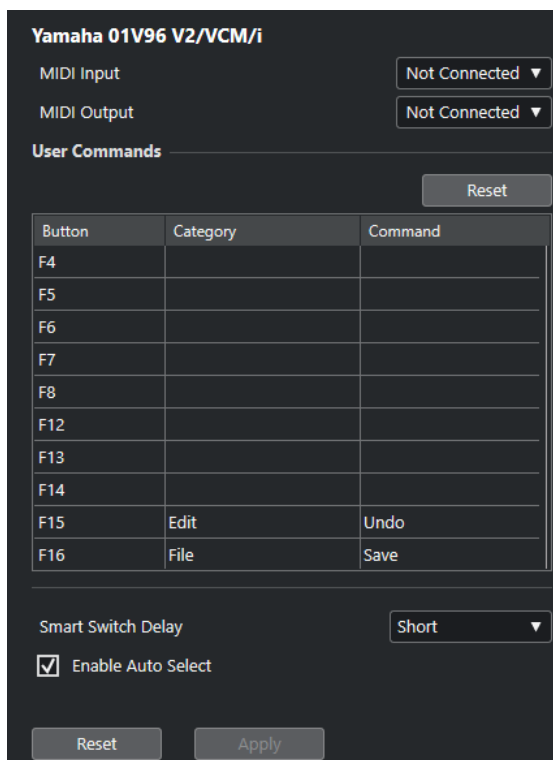 Yamaha 01V96 V2/VCM/i
MIDI Input Not Connected
MIDI Output Not Connected
User Commands
Reset
Button Category Command
F4
F5
F6
F7
F8
F12
F13
F14
F15 Edit Undo
F16 File Save
Smart Switch Delay Short
Enable Auto Select
Reset Apply